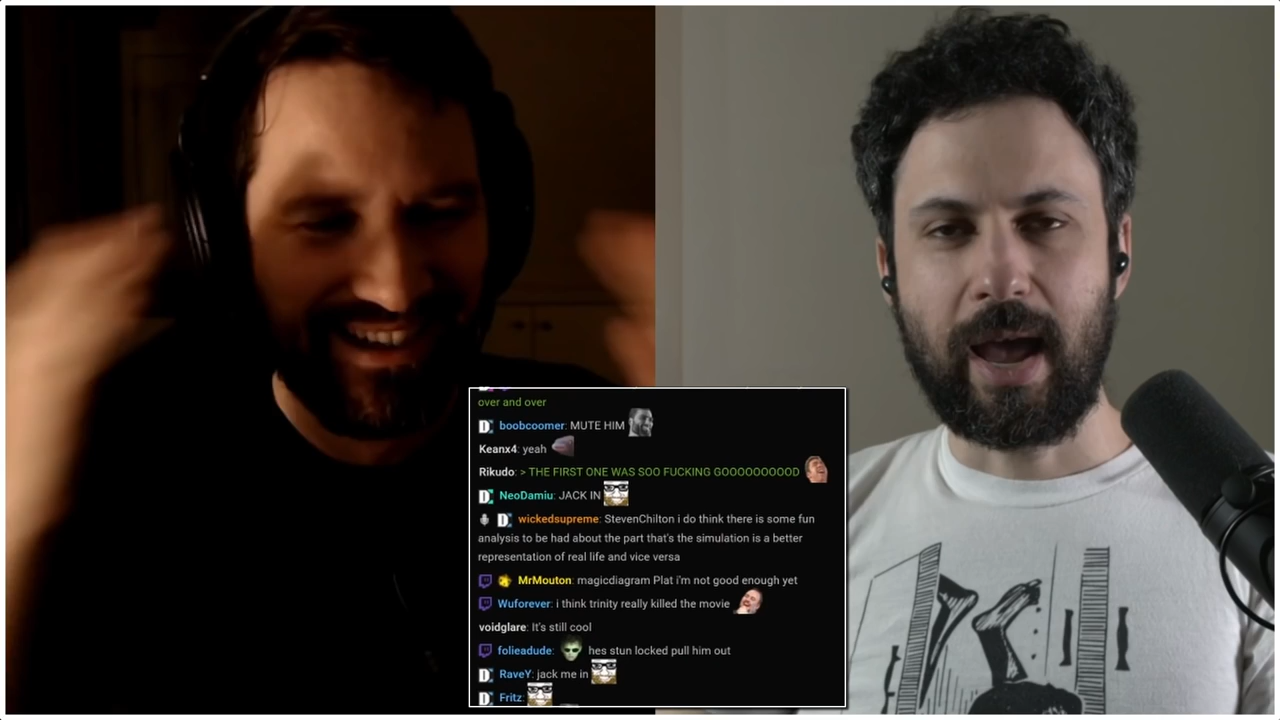 over and over
boobcoomer: MUTE HIM
Keanx4: yeah
Rikudo: > THE FIRST ONE WAS SOO FUCKING GOOOOOOOOOD
NeoDamiu: JACK IN
wickedsupreme: StevenChilton i do think there is some fun
analysis to be had about the part that's the simulation is a better
representation of real life and vice versa
MrMouton: magicdiagram Plat i'm not good enough yet
Wuforever: i think trinity really killed the movie
voidglare: It's still cool
folieadude: hes stun locked pull him out
RaveY: jack me in
Fritz: